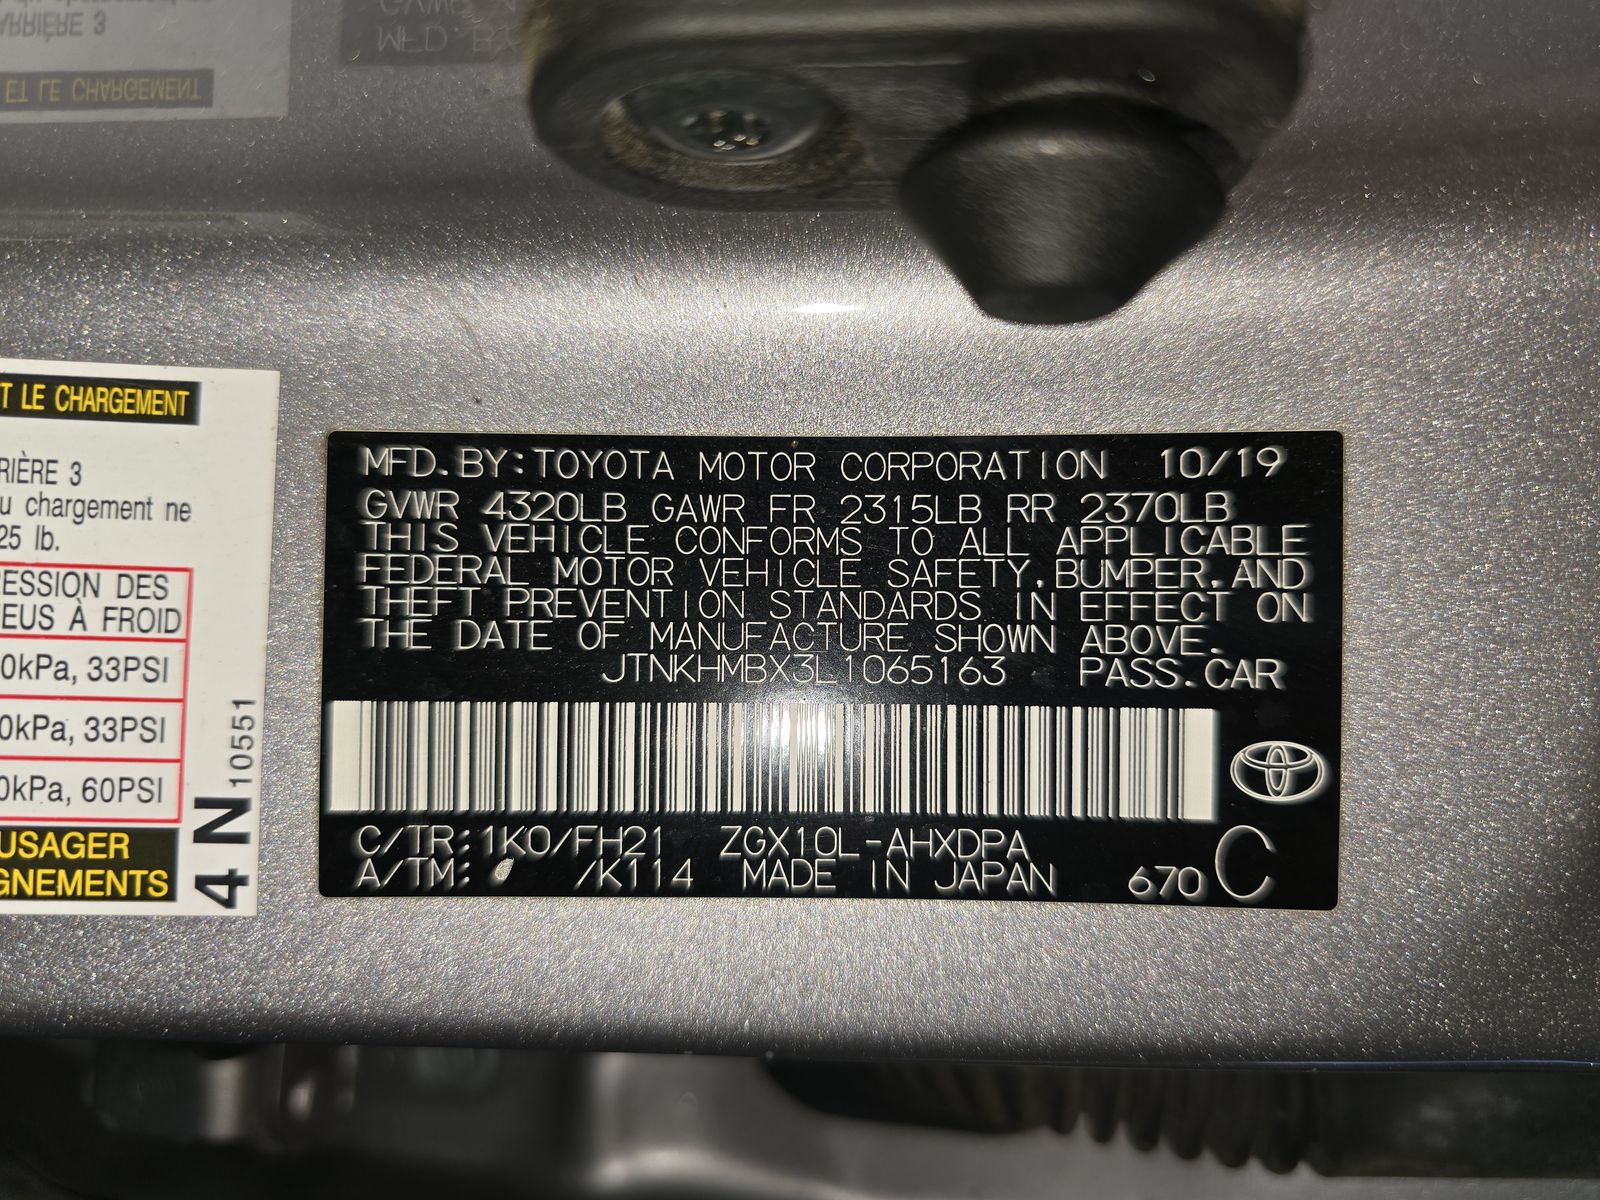 ARRIÈRE 3
ET LE CHARGEMENT
MFD. BY
T LE CHARGEMENT
RIÈRE 3
u chargement ne
25 lb.
ESSION DES
EUS À FROID
0kPa, 33PSI
0kPa, 33PSI
0kPa, 60PSI
USAGER
GNEMENTS
4 N 10551
MFD.BY:TOYOTA MOTOR CORPORATION 10/19
GVWR 4320LB GAWR FR 2315LB RR 2370LB
THIS VEHICLE CONFORMS TO ALL APPLICABLE
FEDERAL MOTOR VEHICLE SAFETY,BUMPER,AND
THEFT PREVENTION STANDARDS IN EFFECT ON
THE DATE OF MANUFACTURE SHOWN ABOVE.
JTNKHMBX3L1065163 PASS.CAR
C/TR:1K0/FH21 ZGX10L-AHXDPA
A/TM: /K114 MADE IN JAPAN 670 C